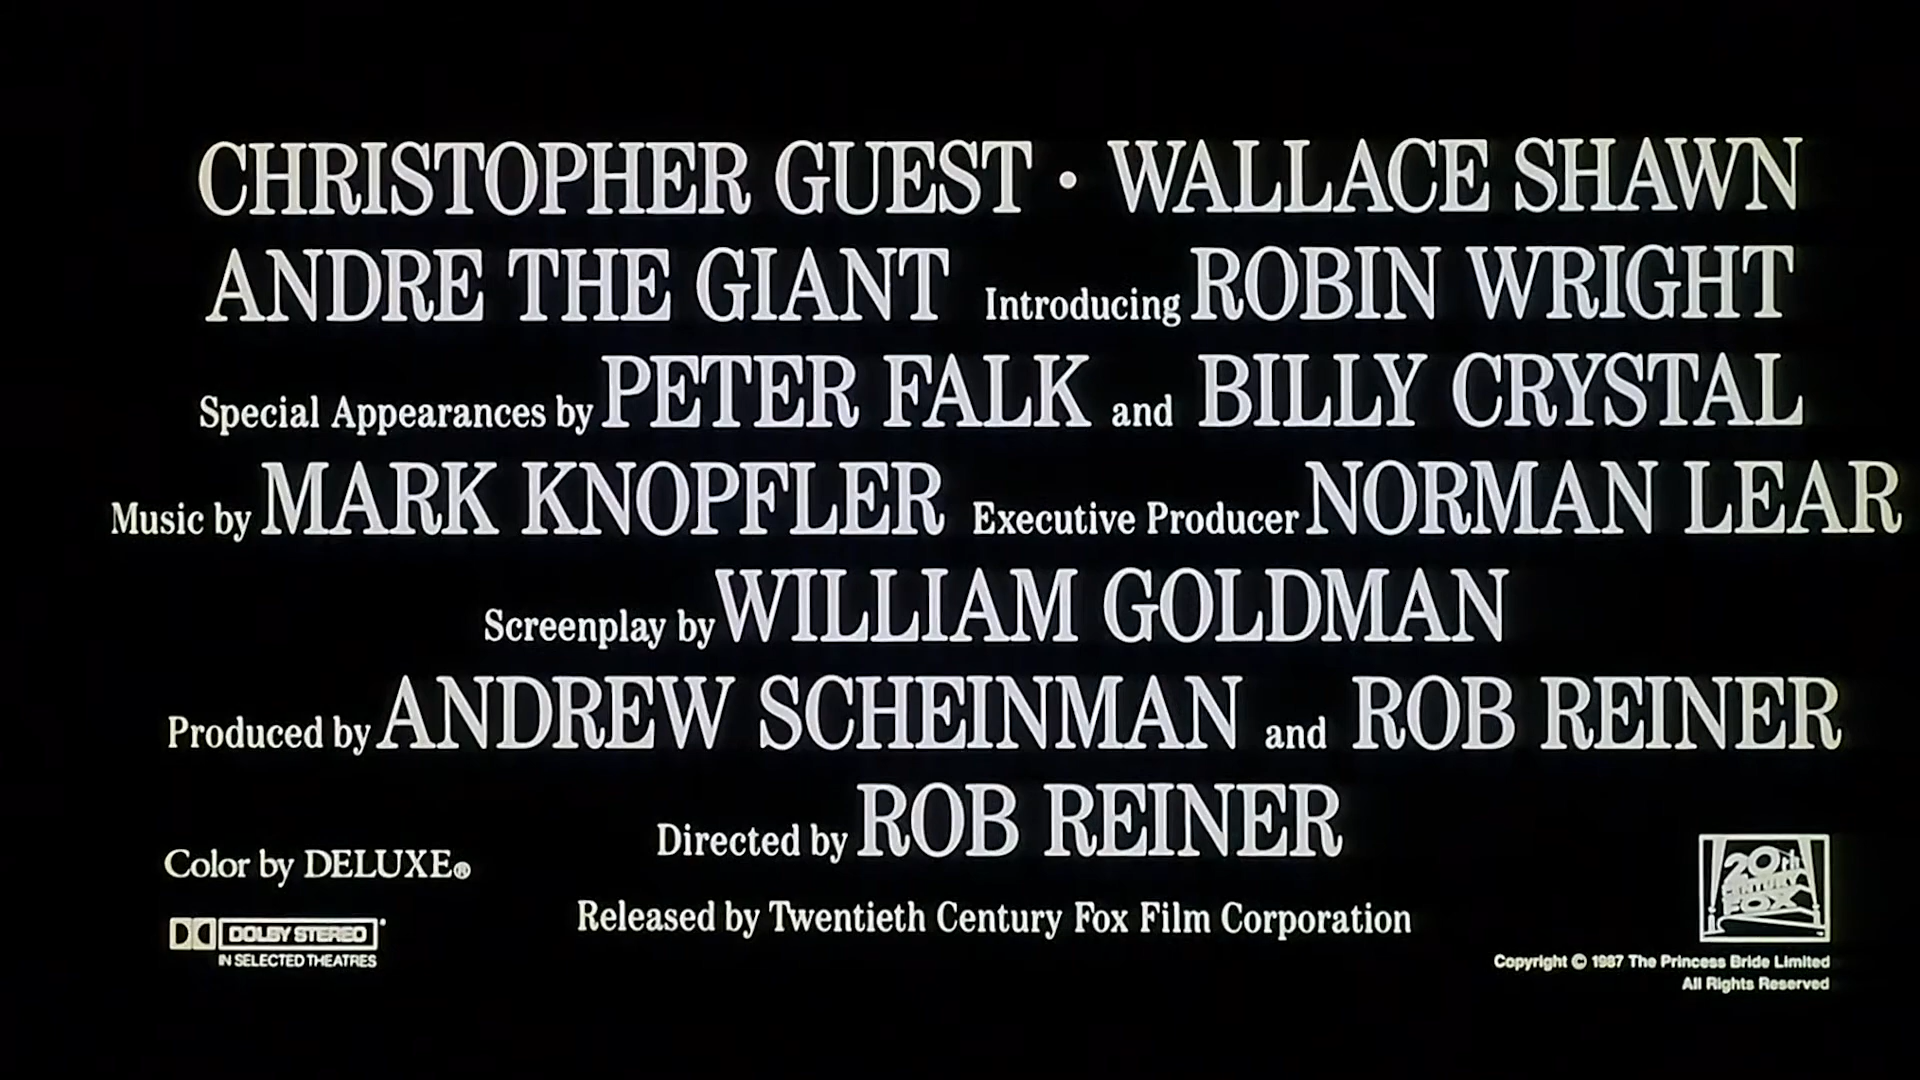 CHRISTOPHER GUEST · WALLACE SHAWN
ANDRE THE GIANT Introducing ROBIN WRIGHT
Special Appearances by PETER FALK and BILLY CRYSTAL
Music by MARK KNOPFLER Executive Producer NORMAN LEAR
Screenplay by WILLIAM GOLDMAN
Produced by ANDREW SCHEINMAN and ROB REINER
Directed by ROB REINER
Color by DELUXE®
Released by Twentieth Century Fox Film Corporation
DOLBY STEREO
IN SELECTED THEATRES
20th
CENTURY
FOX
Copyright © 1987 The Princess Bride Limited
All Rights Reserved